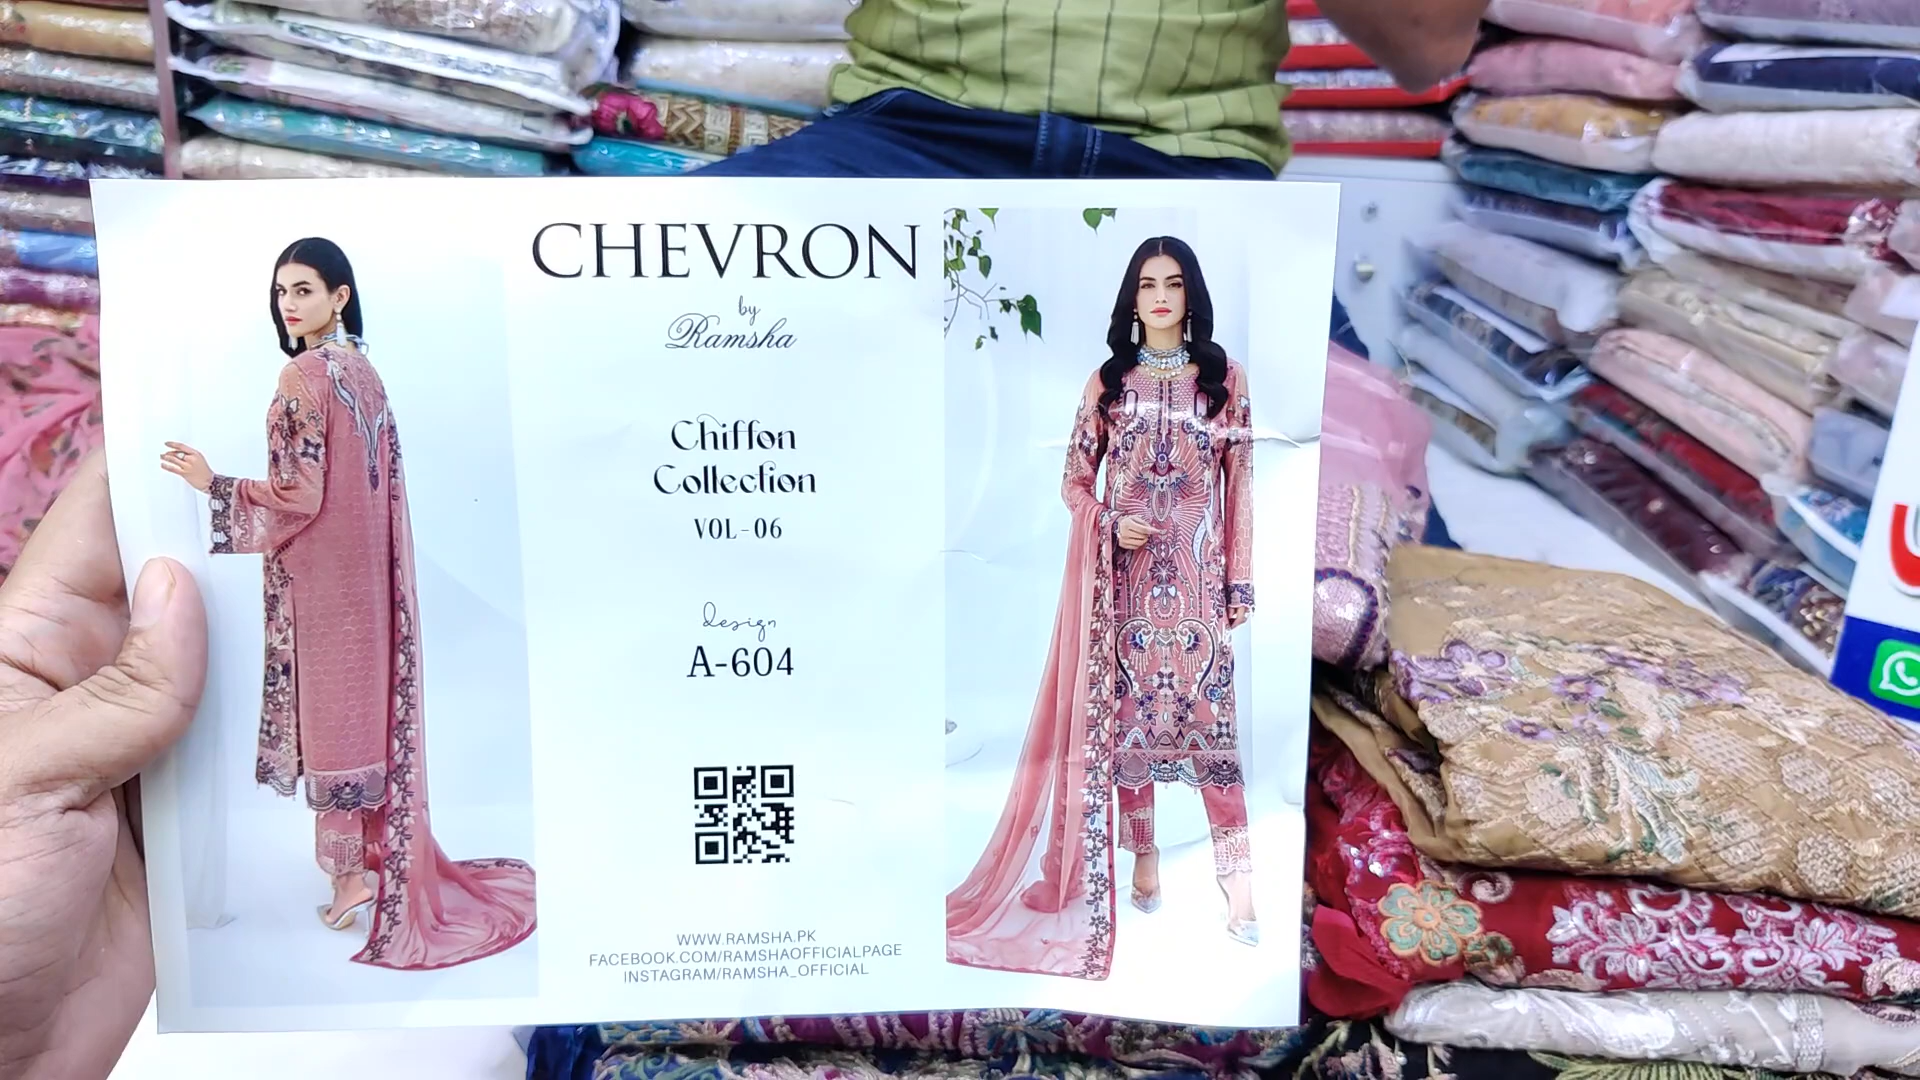 CHEVRON
by
Ramsha
Chiffon
Collection
VOL-06
design
A-604
WWW.RAMSHA.PK
FACEBOOK.COM/RAMSHAOFFICIALPAGE
INSTAGRAM/RAMSHA_OFFICIAL